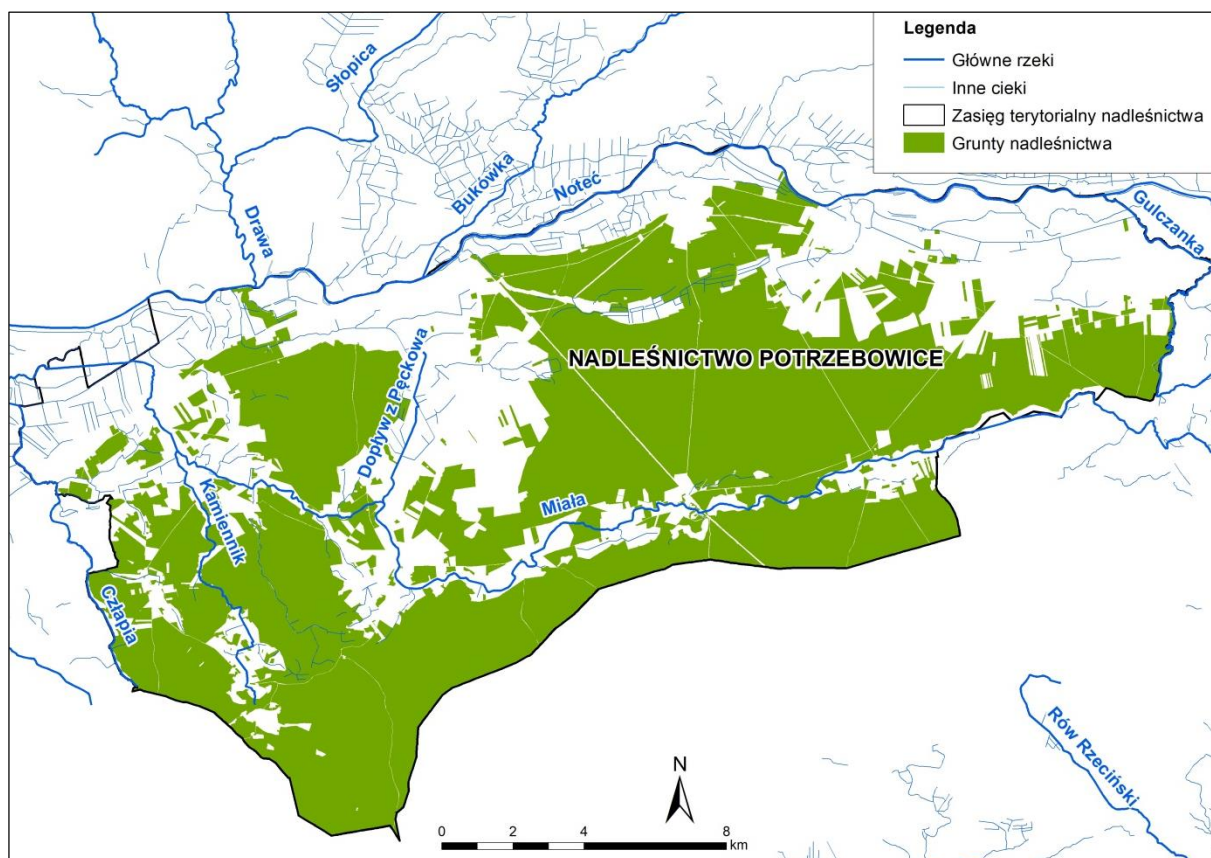 Legenda
Główne rzeki
Inne cieki
Zasięg terytorialny nadleśnictwa
Grunty nadleśnictwa
Słopica
Bukówka
Noteć
Drawa
Gulczanka
NADLEŚNICTWO POTRZEBOWICE
Dopływ z Pęckowa
Kamiennik
Miała
Człapia
Rów Rzeciński
N
0 2 4 8
km